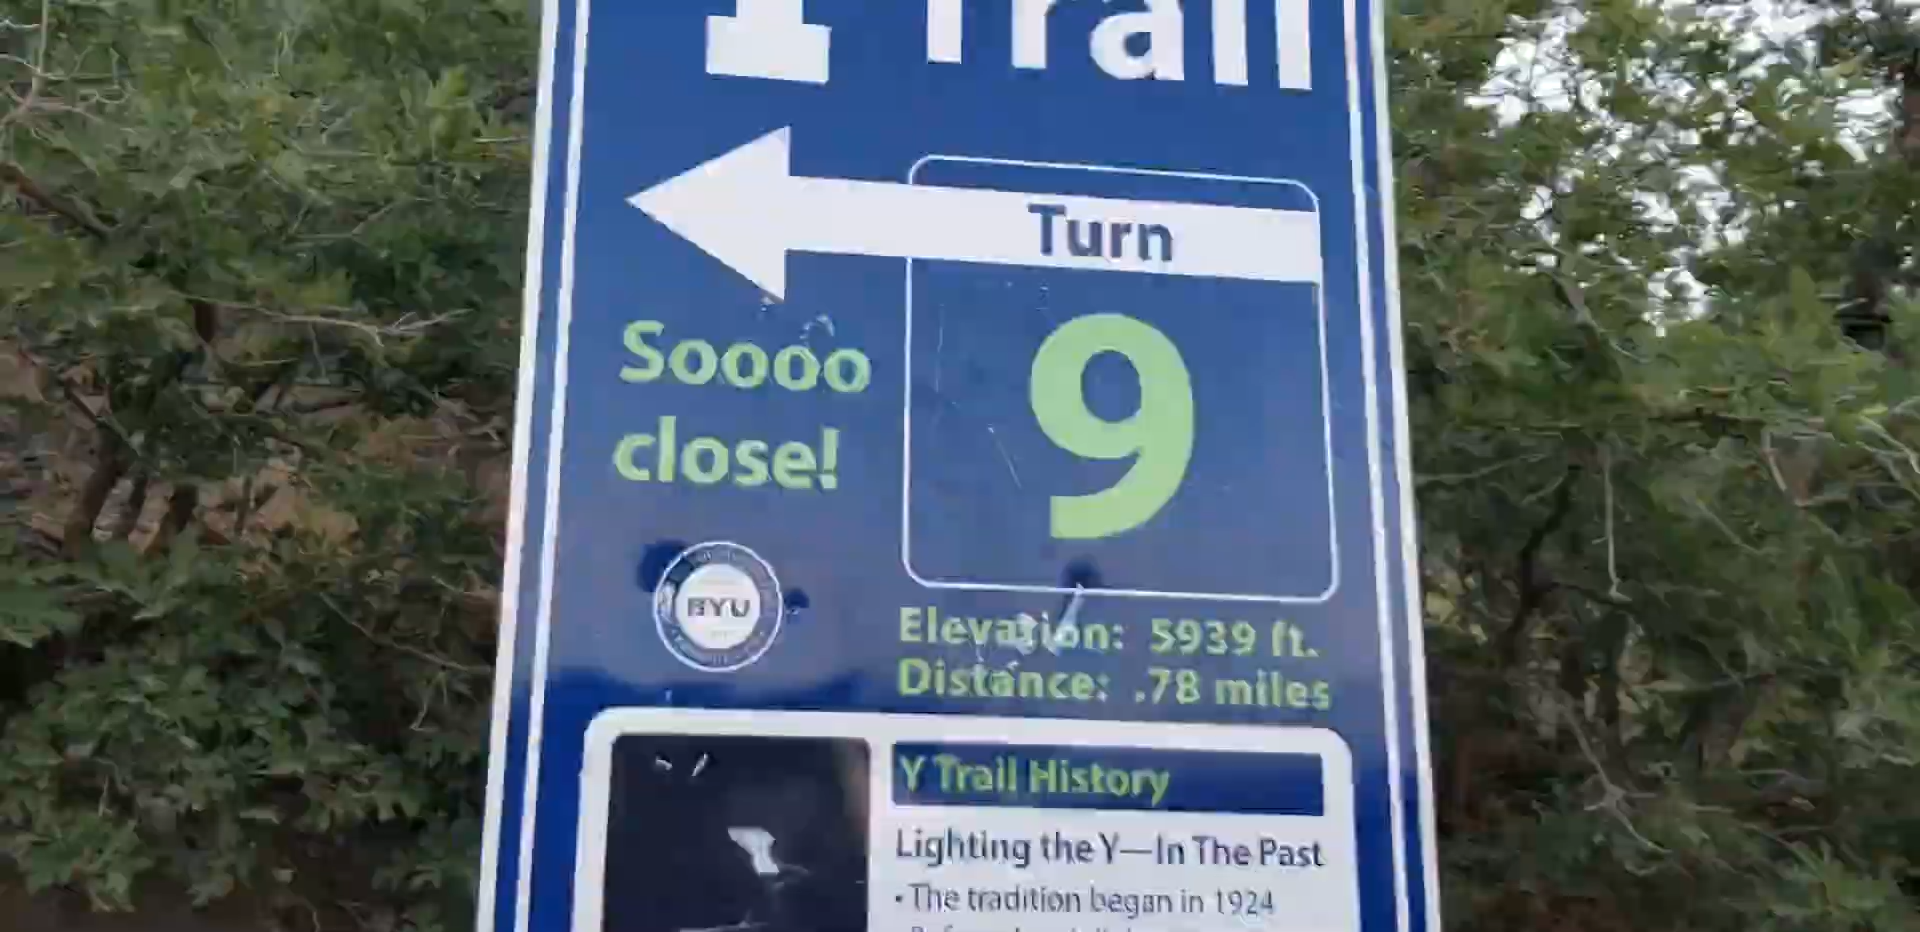 Y Trail
Turn
9
Soooo
close!
BYU
Elevation: 5939 ft.
Distance: .78 miles
Y Trail History
Lighting the Y—In The Past
• The tradition began in 1924